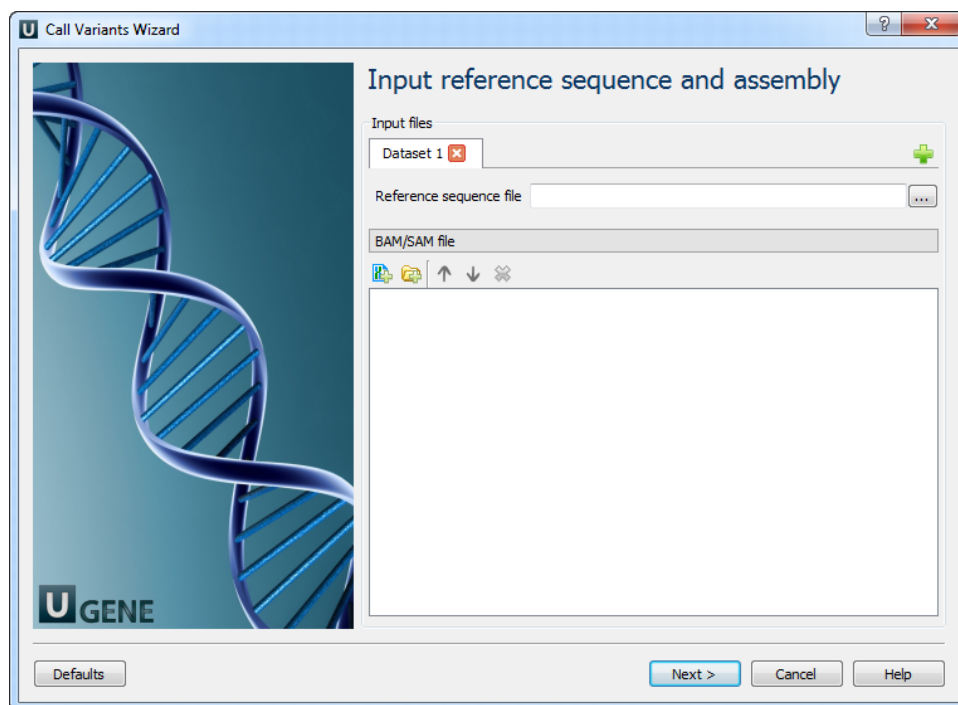 U Call Variants Wizard
?
X
Input reference sequence and assembly
Input files
Dataset 1
Reference sequence file
...
BAM/SAM file
U GENE
Defaults
Next >
Cancel
Help